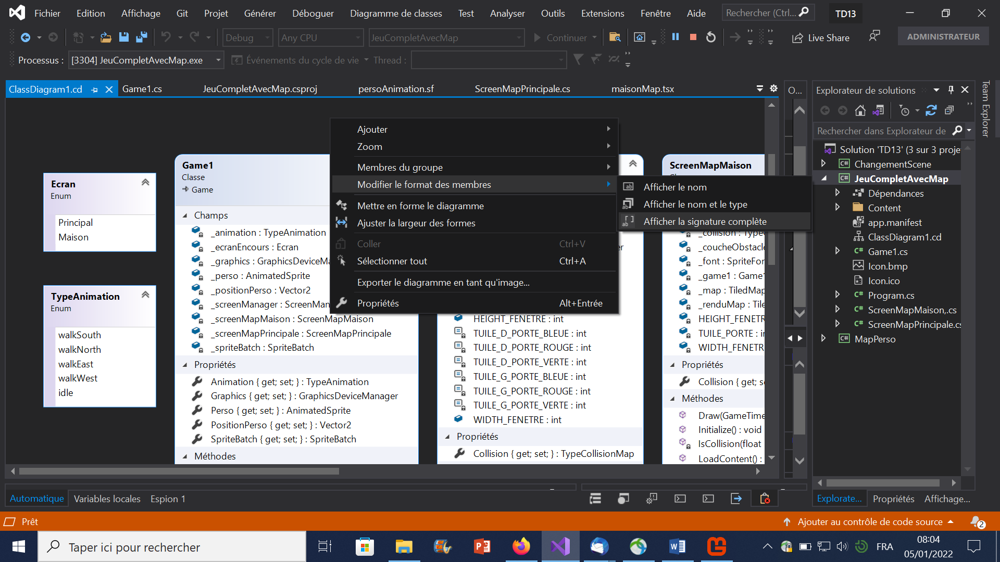 Fichier Edition Affichage Git Projet Générer Déboguer Diagramme de classes Test Analyser Outils Extensions Fenêtre Aide Rechercher (Ctrl... TD13
Debug Any CPU JeuCompletAvecMap Continuer Live Share ADMINISTRATEUR
Processus : [3304] JeuCompletAvecMap.exe Événements du cycle de vie Thread :
ClassDiagram1.cd Game1.cs JeuCompletAvecMap.csproj persoAnimation.sf ScreenMapPrincipale.cs maisonMap.tsx
O...
Ecran
Enum
Principal
Maison
TypeAnimation
Enum
walkSouth
walkNorth
walkEast
walkWest
idle
Game1
Classe
Game
Champs
_animation : TypeAnimation
_ecranEncours : Ecran
_graphics : GraphicsDeviceMa
_perso : AnimatedSprite
_positionPerso : Vector2
_screenManager : ScreenMan
_screenMapMaison : ScreenMapMaison
_screenMapPrincipale : ScreenMapPrincipale
_spriteBatch : SpriteBatch
Propriétés
Animation { get; set; } : TypeAnimation
Graphics { get; set; } : GraphicsDeviceManager
Perso { get; set; } : AnimatedSprite
PositionPerso { get; set; } : Vector2
SpriteBatch { get; set; } : SpriteBatch
Méthodes
Ajouter
Zoom
Membres du groupe
Modifier le format des membres
Mettre en forme le diagramme
Ajuster la largeur des formes
Coller Ctrl+V
Sélectionner tout Ctrl+A
Exporter le diagramme en tant qu'image...
Propriétés Alt+Entrée
Afficher le nom
Afficher le nom et le type
Afficher la signature complète
er
HEIGHT_FENETRE : int
TUILE_D_PORTE_BLEUE : int
TUILE_D_PORTE_ROUGE : int
TUILE_D_PORTE_VERTE : int
TUILE_G_PORTE_BLEUE : int
TUILE_G_PORTE_ROUGE : int
TUILE_G_PORTE_VERTE : int
WIDTH_FENETRE : int
Propriétés
Collision { get; set; } : TypeCollisionMap
ScreenMapMaison
_collision : TypeC
_coucheObstacle
_font : SpriteFon
_game1 : Game1
_map : TiledMap
_renduMap : Tile
HEIGHT_FENETR
TUILE_PORTE : in
WIDTH_FENETR
Propriétés
Collision { get; se
Méthodes
Draw(GameTime
Initialize() : void
IsCollision(float
LoadContent() :
Explorateur de solutions
Rechercher dans Explorateur de
Solution 'TD13' (3 sur 3 proje
ChangementScene
JeuCompletAvecMap
Dépendances
Content
app.manifest
ClassDiagram1.cd
Game1.cs
Icon.bmp
Icon.ico
Program.cs
ScreenMapMaison,.cs
ScreenMapPrincipale.cs
MapPerso
Team Explorer
Automatique Variables locales Espion 1
Explorate... Propriétés Affichage...
Prêt
Ajouter au contrôle de code source 2
Taper ici pour rechercher
FRA
08:04
05/01/2022